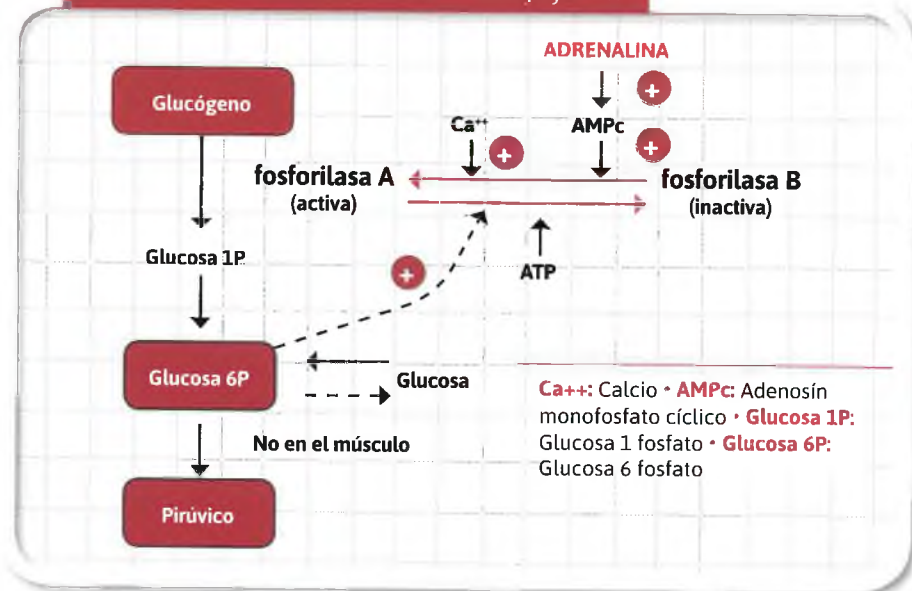 ADRENALINA
Glucógeno
Ca++
AMPc
fosforilasa A
(activa)
fosforilasa B
(inactiva)
Glucosa 1P
ATP
Glucosa 6P
Glucosa
No en el músculo
Pirúvico
Ca++: Calcio • AMPc: Adenosín
monofosfato cíclico • Glucosa 1P:
Glucosa 1 fosfato • Glucosa 6P:
Glucosa 6 fosfato
+
+
+
+